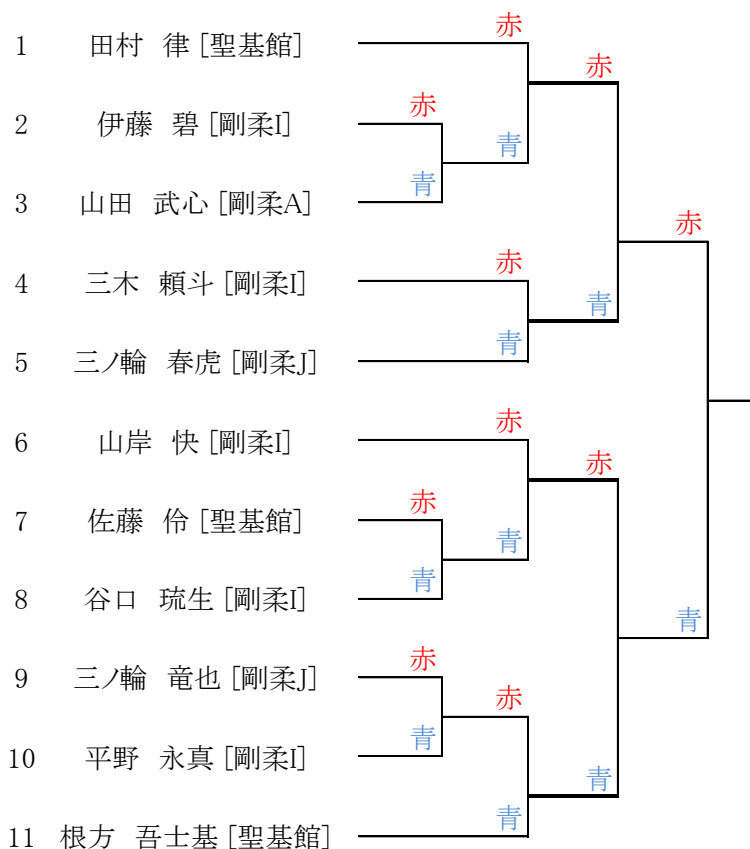 赤
1 田村 律 [聖基館]
赤
赤
2 伊藤 碧 [剛柔I]
青
青
3 山田 武心 [剛柔A]
赤
赤
4 三木 頼斗 [剛柔I]
青
青
5 三ノ輪 春虎 [剛柔J]
赤
6 山岸 快 [剛柔I]
赤
赤
7 佐藤 伶 [聖基館]
青
青
8 谷口 琉生 [剛柔I]
青
赤
9 三ノ輪 竜也 [剛柔J]
赤
青
10 平野 永真 [剛柔I]
青
青
11 根方 吾士基 [聖基館]